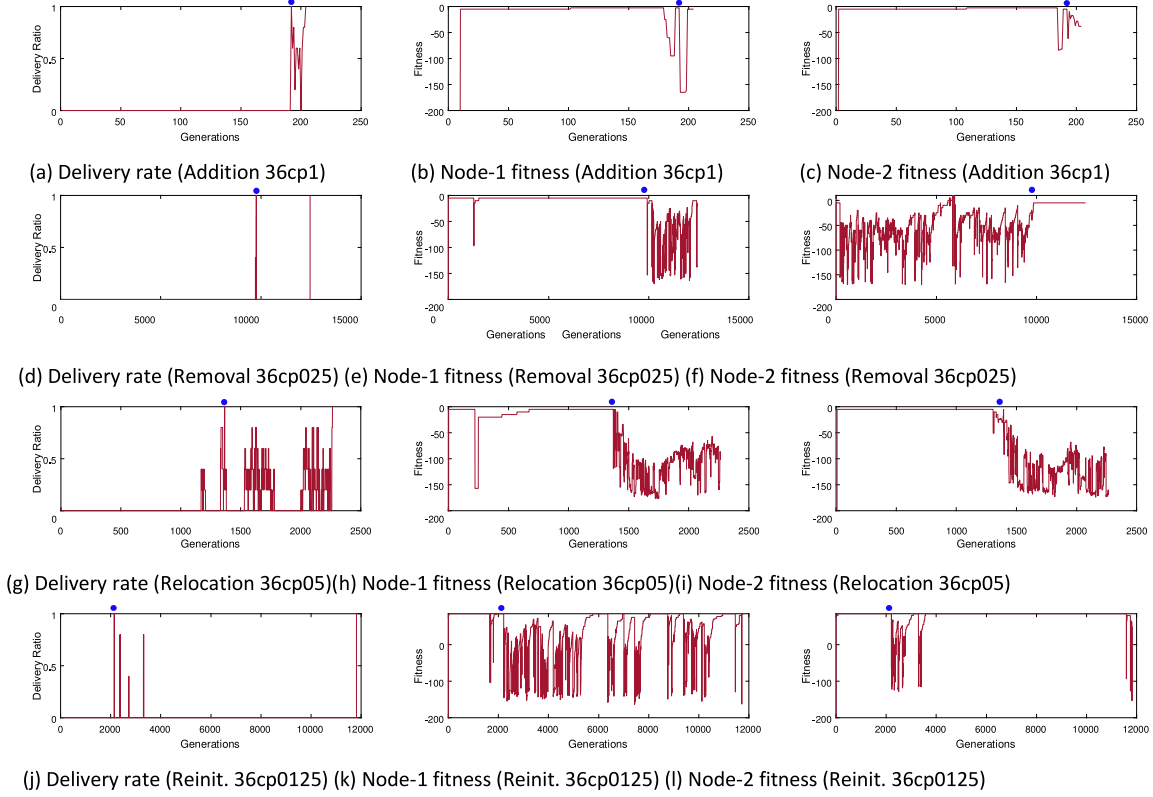 1
0.5
0
Delivery Ratio
0 50 100 150 200 250
Generations
0
-50
-100
-150
-200
Fitness
0 50 100 150 200 250
Generations
0
-50
-100
-150
-200
Fitness
0 50 100 150 200 250
Generations
(a) Delivery rate (Addition 36cp1)
(b) Node-1 fitness (Addition 36cp1)
(c) Node-2 fitness (Addition 36cp1)
1
0.5
0
Delivery Ratio
0 5000 10000 15000
0
-50
-100
-150
-200
Fitness
0 5000 10000 15000
Generations Generations Generations
0
-50
-100
-150
-200
Fitness
0 5000 10000 15000
(d) Delivery rate (Removal 36cp025) (e) Node-1 fitness (Removal 36cp025) (f) Node-2 fitness (Removal 36cp025)
1
0.5
0
Delivery Ratio
0 500 1000 1500 2000 2500
Generations
0
-50
-100
-150
-200
Fitness
0 500 1000 1500 2000 2500
Generations
0
-50
-100
-150
-200
Fitness
0 500 1000 1500 2000 2500
Generations
(g) Delivery rate (Relocation 36cp05)(h) Node-1 fitness (Relocation 36cp05)(i) Node-2 fitness (Relocation 36cp05)
1
0.5
0
Delivery Ratio
0 2000 4000 6000 8000 10000 12000
Generations
0
-100
-200
Fitness
0 2000 4000 6000 8000 10000 12000
Generations
0
-100
-200
Fitness
0 2000 4000 6000 8000 10000 12000
Generations
(j) Delivery rate (Reinit. 36cp0125) (k) Node-1 fitness (Reinit. 36cp0125) (l) Node-2 fitness (Reinit. 36cp0125)